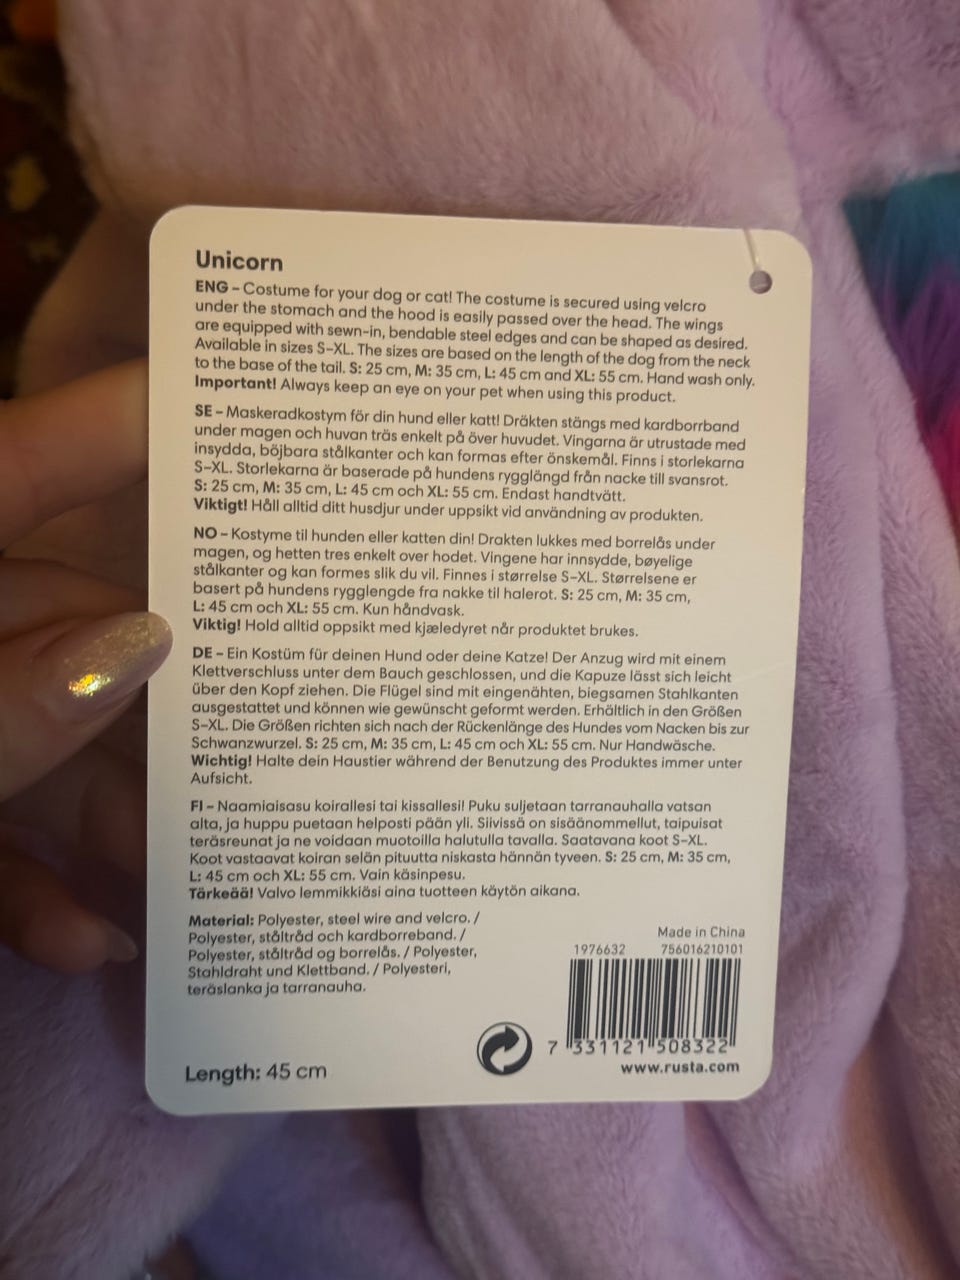 Unicorn
ENG – Costume for your dog or cat! The costume is secured using velcro
under the stomach and the hood is easily passed over the head. The wings
are equipped with sewn-in, bendable steel edges and can be shaped as desired.
Available in sizes S–XL. The sizes are based on the length of the dog from the neck
to the base of the tail. S: 25 cm, M: 35 cm, L: 45 cm and XL: 55 cm. Hand wash only.
Important! Always keep an eye on your pet when using this product.
SE – Maskeradkostym för din hund eller katt! Dräkten stängs med kardborrband
under magen och huvan träs enkelt på över huvudet. Vingarna är utrustade med
insydda, böjbara stålkanter och kan formas efter önskemål. Finns i storlekarna
S–XL. Storlekarna är baserade på hundens rygglängd från nacke till svansrot.
S: 25 cm, M: 35 cm, L: 45 cm och XL: 55 cm. Endast handtvätt.
Viktigt! Håll alltid ditt husdjur under uppsikt vid användning av produkten.
NO – Kostyme til hunden eller katten din! Drakten lukkes med borrelås under
magen, og hetten tres enkelt over hodet. Vingene har innsydde, bøyelige
stålkanter og kan formes slik du vil. Finnes i størrelse S–XL. Størrelsene er
basert på hundens rygglengde fra nakke til halerot. S: 25 cm, M: 35 cm,
L: 45 cm och XL: 55 cm. Kun håndvask.
Viktig! Hold alltid oppsikt med kjæledyret når produktet brukes.
DE – Ein Kostüm für deinen Hund oder deine Katze! Der Anzug wird mit einem
Klettverschluss unter dem Bauch geschlossen, und die Kapuze lässt sich leicht
über den Kopf ziehen. Die Flügel sind mit eingenähten, biegsamen Stahlkanten
ausgestattet und können wie gewünscht geformt werden. Erhältlich in den Größen
S–XL. Die Größen richten sich nach der Rückenlänge des Hundes vom Nacken bis zur
Schwanzwurzel. S: 25 cm, M: 35 cm, L: 45 cm och XL: 55 cm. Nur Handwäsche.
Wichtig! Halte dein Haustier während der Benutzung des Produktes immer unter
Aufsicht.
FI – Naamiaisasu koirallesi tai kissallesi! Puku suljetaan tarranauhalla vatsan
alta, ja huppu puetaan helposti pään yli. Siivissä on sisäänommellut, taipuisat
teräsreunat ja ne voidaan muotoilla halutulla tavalla. Saatavana koot S–XL.
Koot vastaavat koiran selän pituutta niskasta hännän tyveen. S: 25 cm, M: 35 cm,
L: 45 cm och XL: 55 cm. Vain käsinpesu.
Tärkeää! Valvo lemmikkiäsi aina tuotteen käytön aikana.
Material: Polyester, steel wire and velcro. /
Polyester, ståltråd och kardborreband. /
Polyester, ståltråd og borrelås. / Polyester,
Stahldraht und Klettband. / Polyesteri,
teräslanka ja tarranauha.
Made in China
1976632 756016210101
7 331121 508322
www.rusta.com
Length: 45 cm